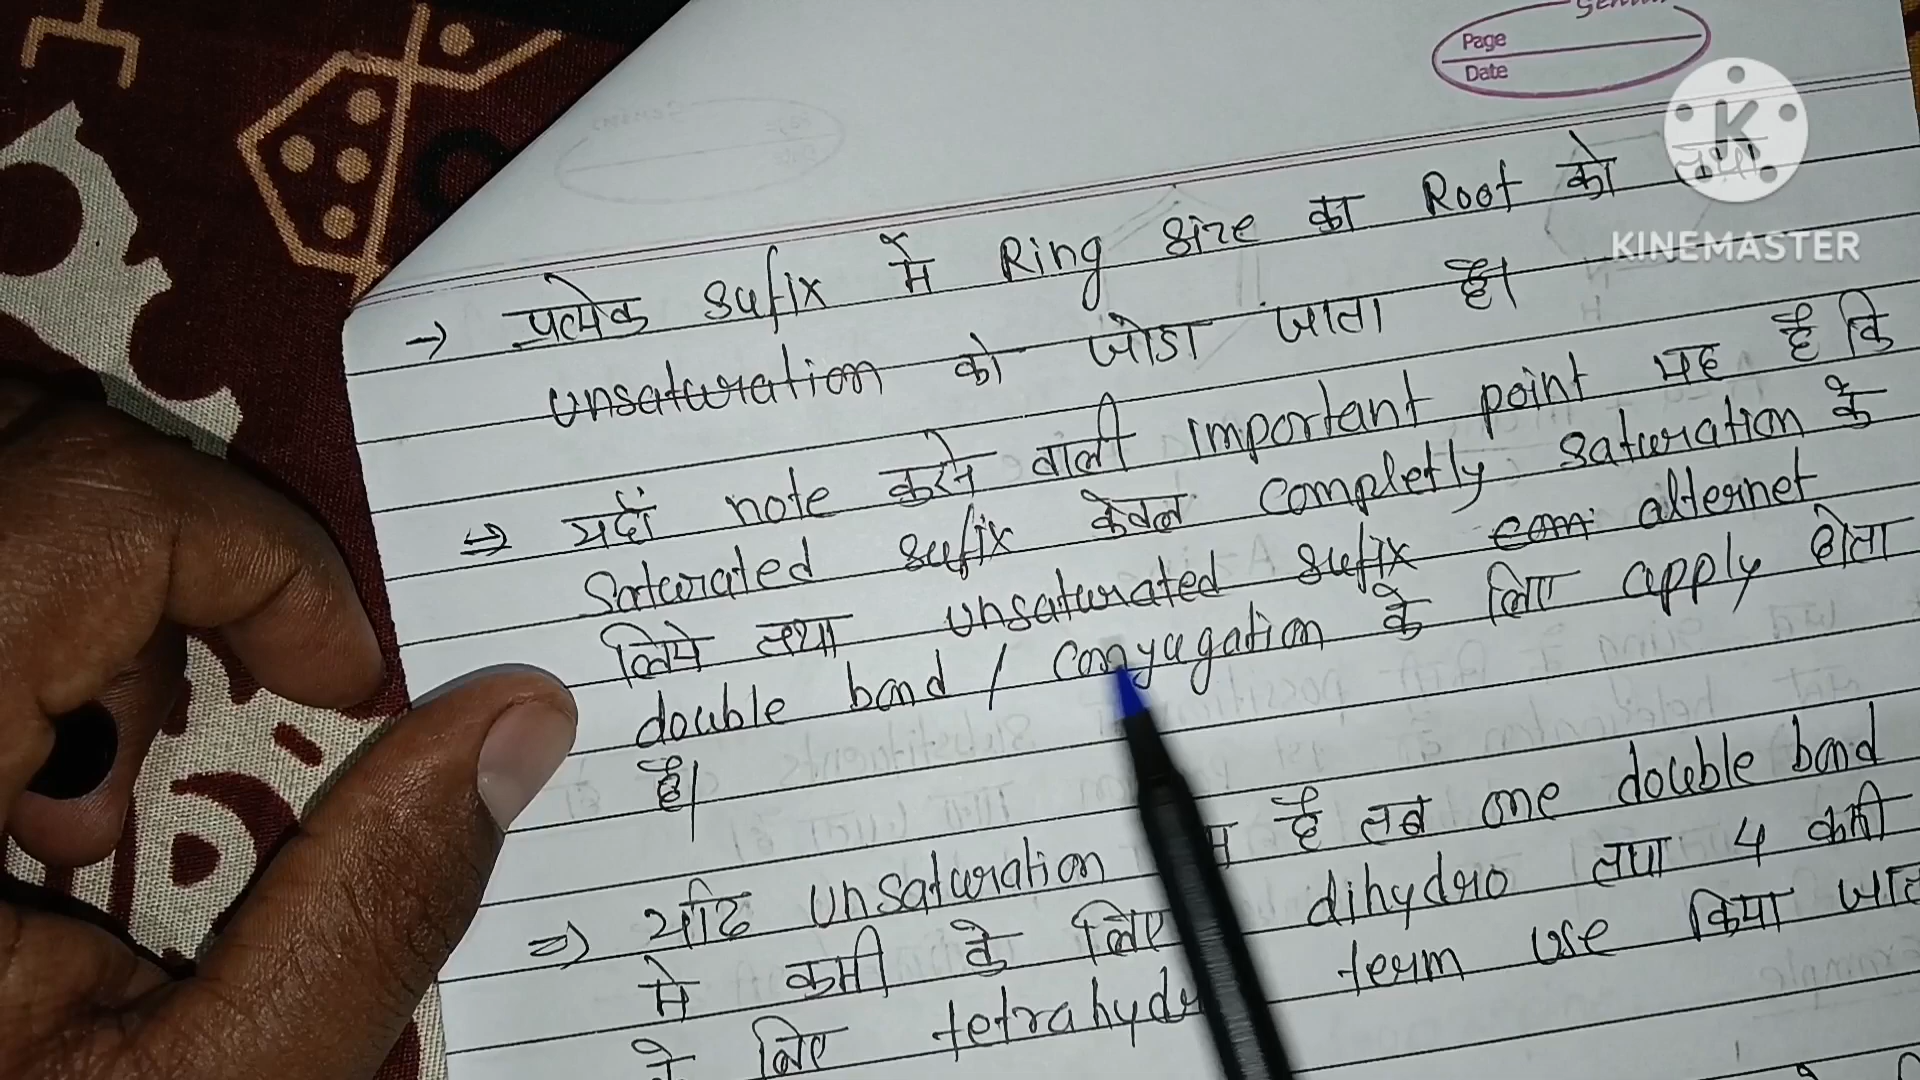 Page
Date
KINEMASTER
→ प्रत्येक sufix में Ring size का Root को
unsaturation को जोडा जाता है।
⇒ यहाँ note करने वाली important point यह है कि
Saturated sufix केवल completly saturation के
लिये तथा unsaturated sufix com alternet
double bond / conyugation के लिए apply होता
है।
⇒ यदि unsaturation है तब one double bond
मे कमी के लिए dihydro तथा 4 कमी
के लिए tetrahyd term use किया